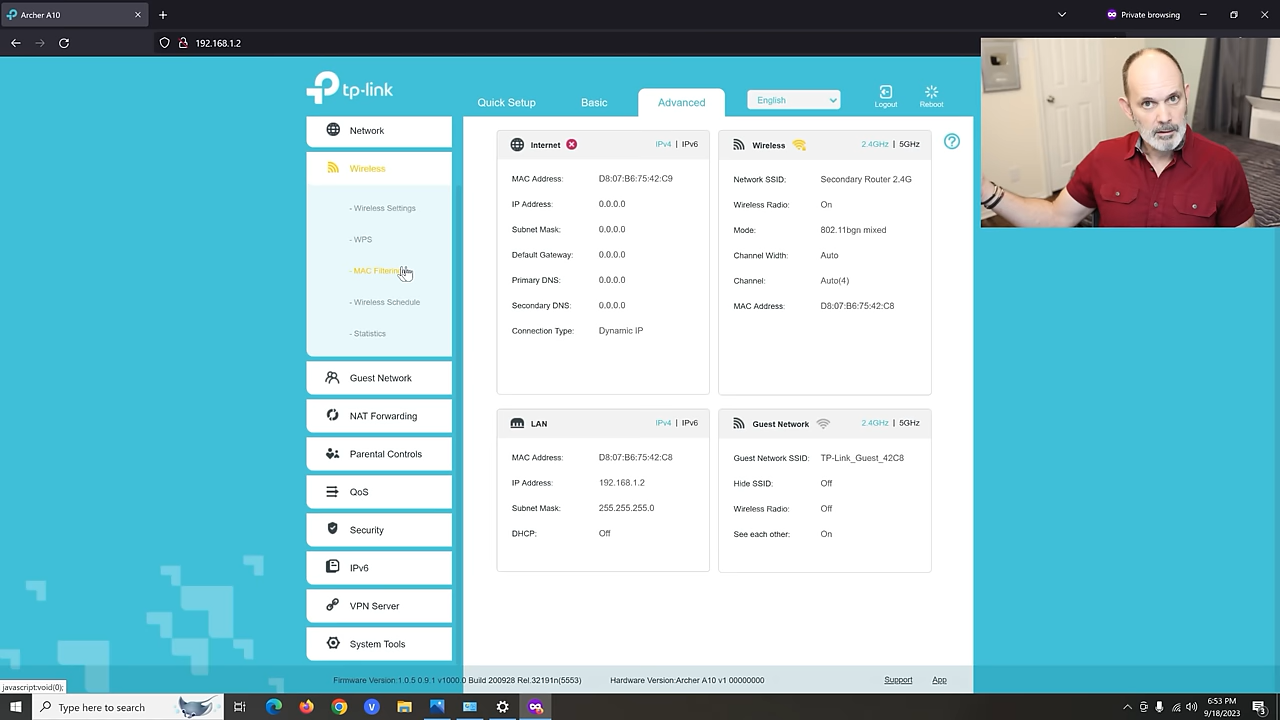 Archer A10
Private browsing
192.168.1.2
tp-link
Quick Setup
Basic
Advanced
English
Logout
Reboot
Network
Wireless
- Wireless Settings
- WPS
- MAC Filtering
- Wireless Schedule
- Statistics
Guest Network
NAT Forwarding
Parental Controls
QoS
Security
IPv6
VPN Server
System Tools
Internet IPv4 | IPv6
MAC Address: D8:07:B6:75:42:C9
IP Address: 0.0.0.0
Subnet Mask: 0.0.0.0
Default Gateway: 0.0.0.0
Primary DNS: 0.0.0.0
Secondary DNS: 0.0.0.0
Connection Type: Dynamic IP
Wireless 2.4GHz | 5GHz
Network SSID: Secondary Router 2.4G
Wireless Radio: On
Mode: 802.11bgn mixed
Channel Width: Auto
Channel: Auto(4)
MAC Address: D8:07:B6:75:42:C8
LAN IPv4 | IPv6
MAC Address: D8:07:B6:75:42:C8
IP Address: 192.168.1.2
Subnet Mask: 255.255.255.0
DHCP: Off
Guest Network 2.4GHz | 5GHz
Guest Network SSID: TP-Link_Guest_42C8
Hide SSID: Off
Wireless Radio: Off
See each other: On
Firmware Version:1.0.5 0.9.1 v1000.0 Build 200928 Rel.32191n(5553)
Hardware Version:Archer A10 v1 00000000
Support
App
javascript:void(0);
Type here to search
6:53 PM
9/18/2023